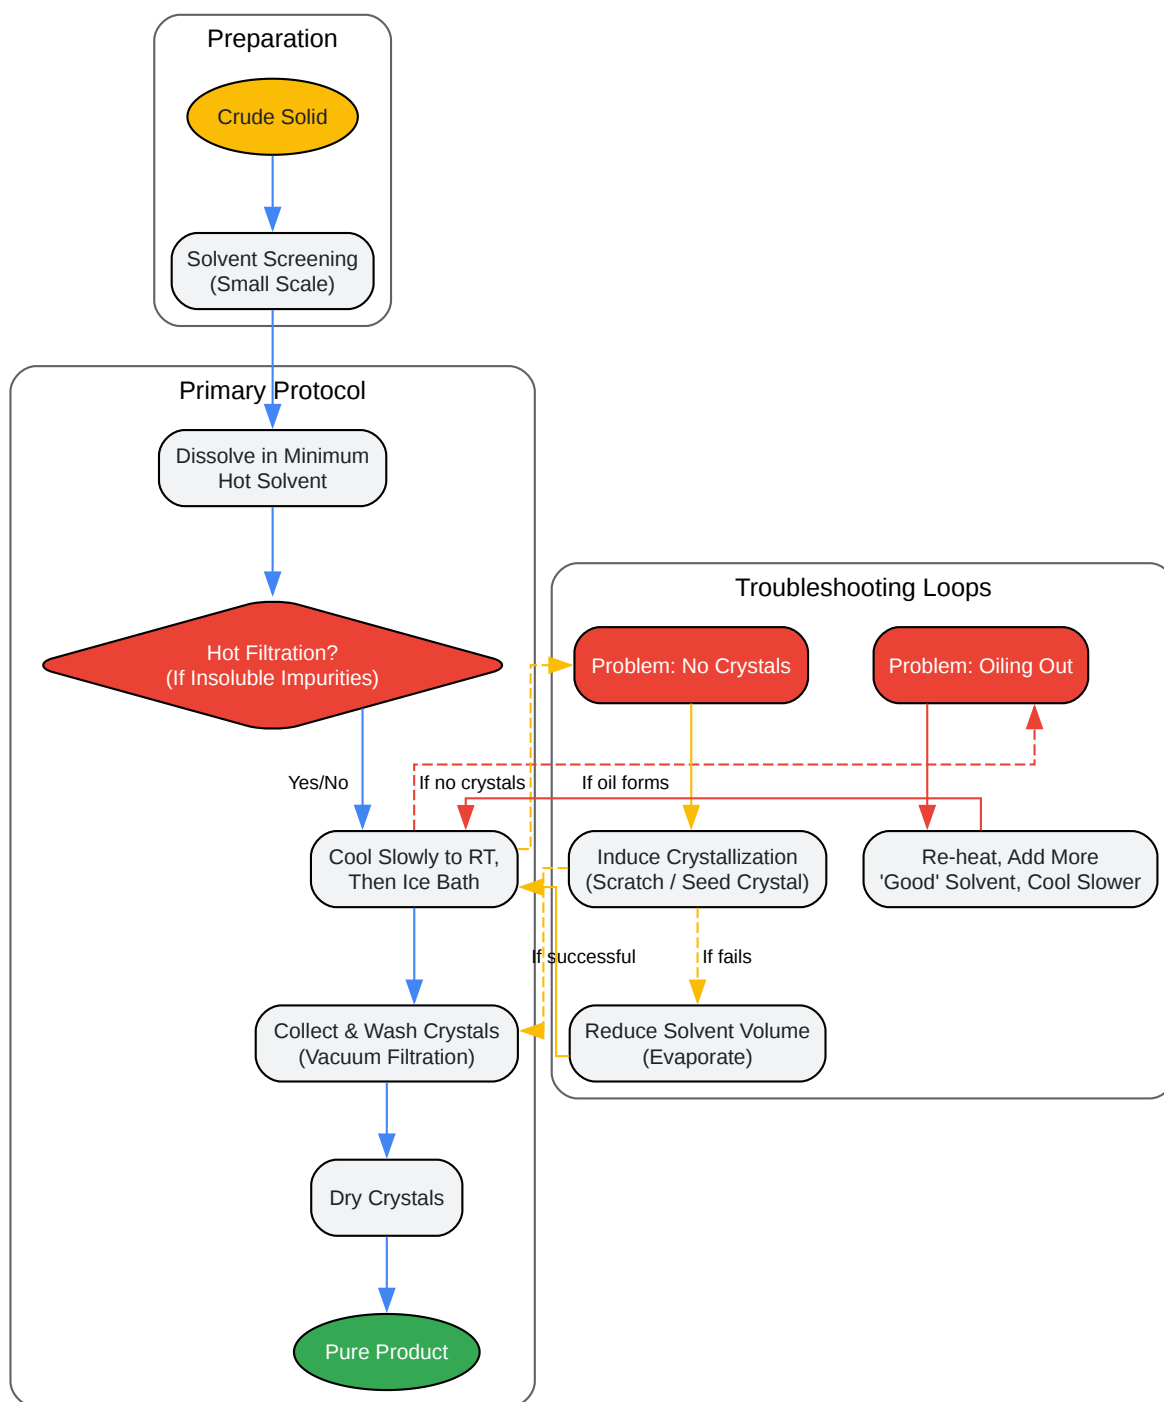 Preparation
Crude Solid
Solvent Screening
(Small Scale)
Primary Protocol
Dissolve in Minimum
Hot Solvent
Hot Filtration?
(If Insoluble Impurities)
Yes/No
Cool Slowly to RT,
Then Ice Bath
Collect & Wash Crystals
(Vacuum Filtration)
Dry Crystals
Pure Product
Troubleshooting Loops
Problem: No Crystals
Problem: Oiling Out
If no crystals
If oil forms
Induce Crystallization
(Scratch / Seed Crystal)
Re-heat, Add More
'Good' Solvent, Cool Slower
If successful
If fails
Reduce Solvent Volume
(Evaporate)